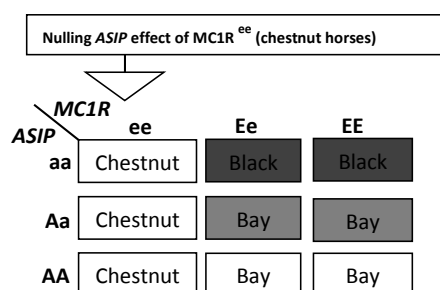 Nulling ASIP effect of MC1R ee (chestnut horses)
MC1R
ASIP
ee Ee EE
aa Chestnut Black Black
Aa Chestnut Bay Bay
AA Chestnut Bay Bay